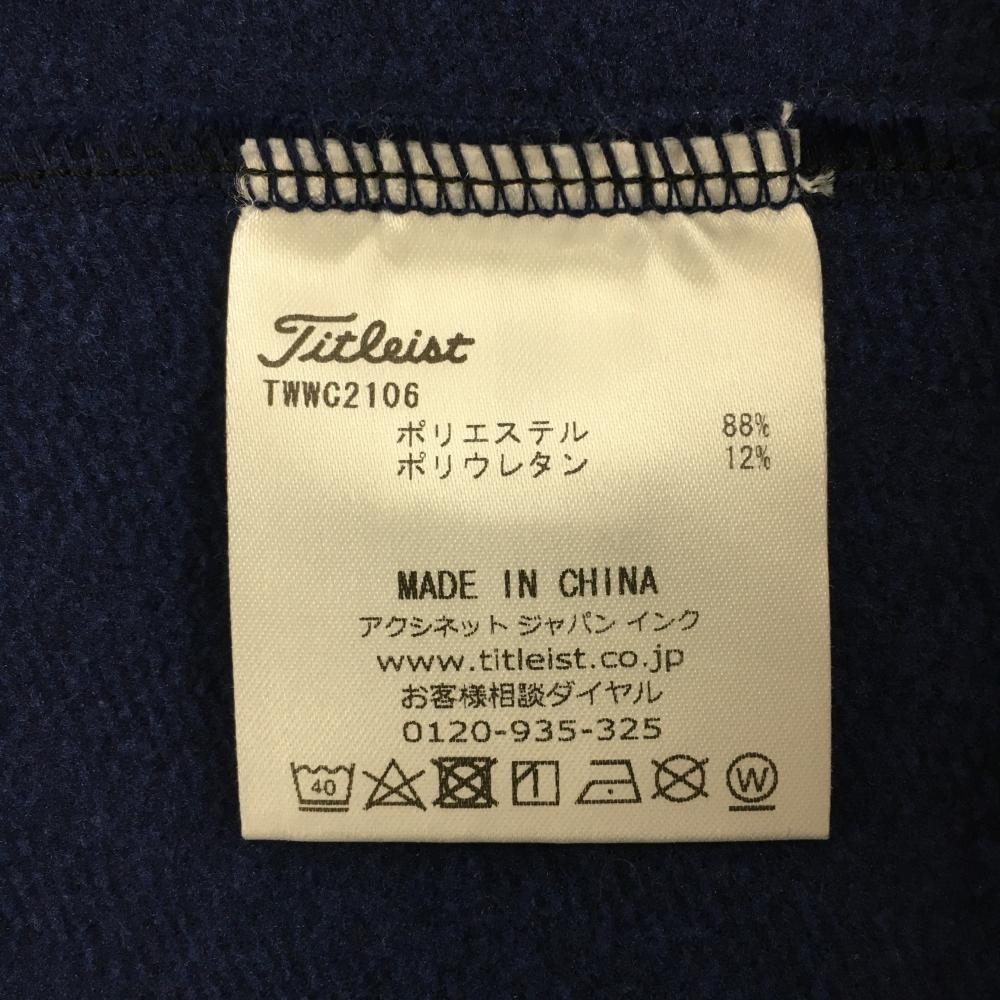 Titleist
TWWC2106
ポリエステル 88%
ポリウレタン 12%
MADE IN CHINA
アクシネット ジャパン インク
www.titleist.co.jp
お客様相談ダイヤル
0120-935-325
40 W